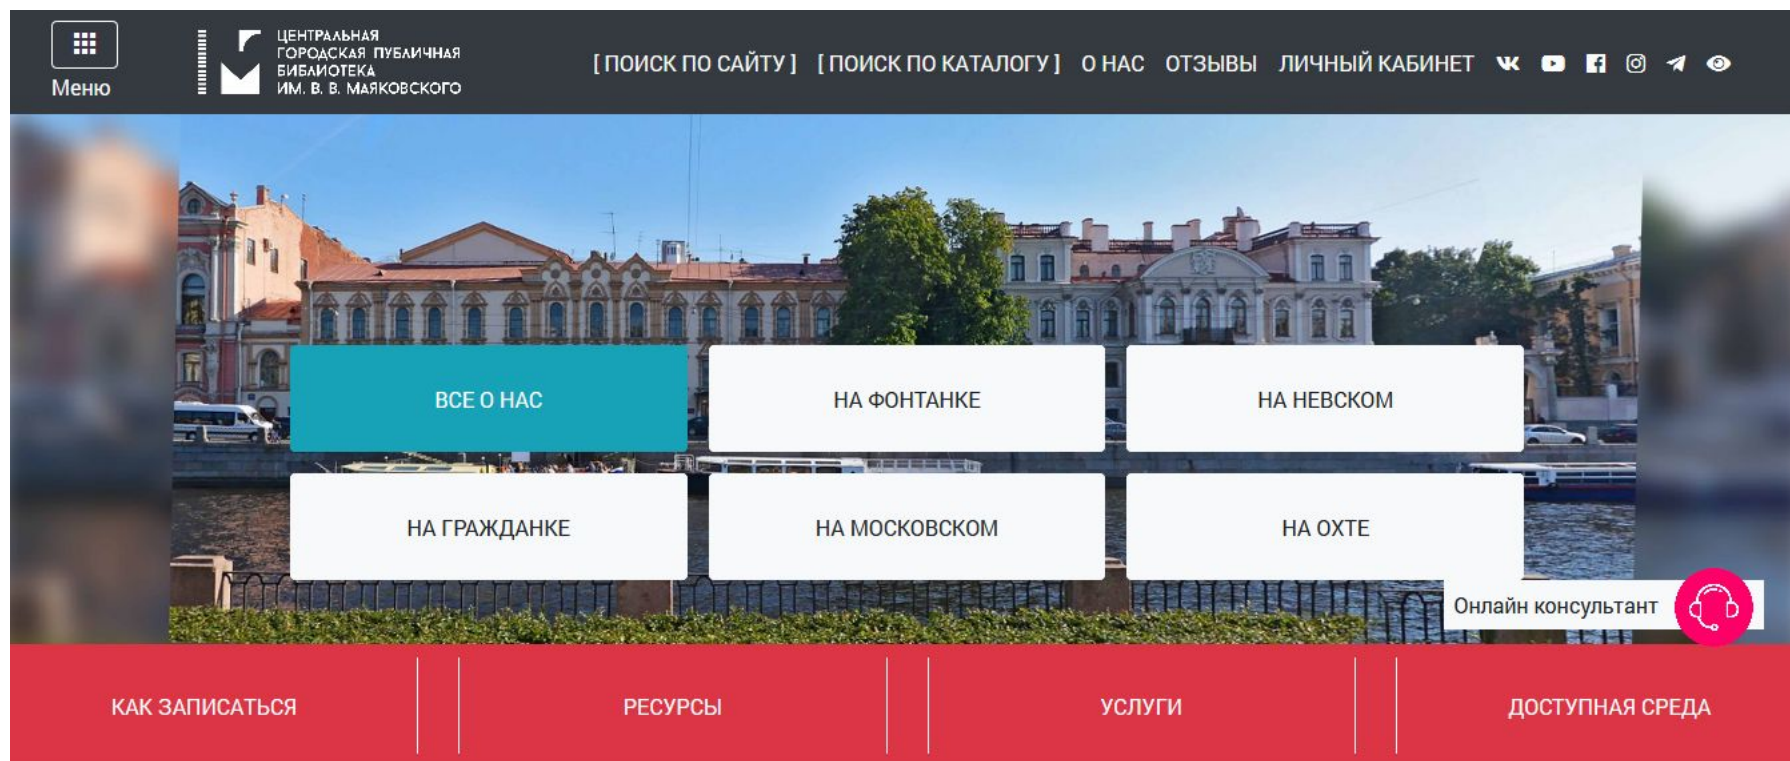 Меню
ЦЕНТРАЛЬНАЯ
ГОРОДСКАЯ ПУБЛИЧНАЯ
БИБЛИОТЕКА
ИМ. В. В. МАЯКОВСКОГО
[ ПОИСК ПО САЙТУ ] [ ПОИСК ПО КАТАЛОГУ ] О НАС ОТЗЫВЫ ЛИЧНЫЙ КАБИНЕТ
ВСЕ О НАС
НА ФОНТАНКЕ
НА НЕВСКОМ
НА ГРАЖДАНКЕ
НА МОСКОВСКОМ
НА ОХТЕ
Онлайн консультант
КАК ЗАПИСАТЬСЯ
РЕСУРСЫ
УСЛУГИ
ДОСТУПНАЯ СРЕДА